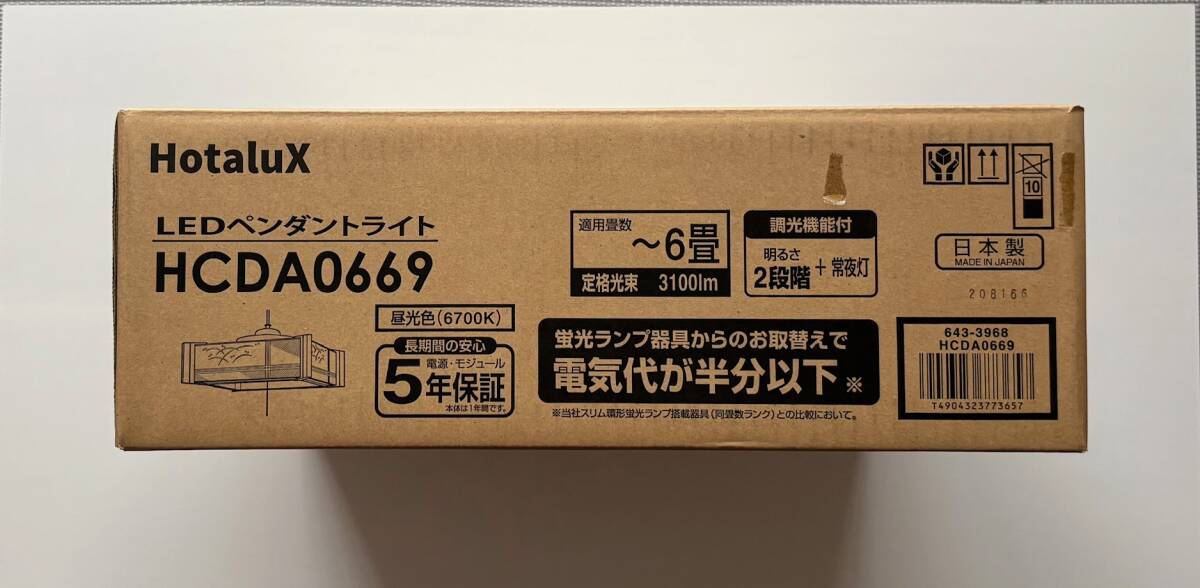 HotaluX
LEDペンダントライト
HCDA0669
昼光色(6700K)
長期間の安心
電源・モジュール
5年保証
本体は1年間です。
適用畳数
～6畳
定格光束 3100lm
調光機能付
明るさ
2段階
+ 常夜灯
蛍光ランプ器具からのお取替えで
電気代が半分以下※
※当社スリム環形蛍光ランプ搭載器具(同畳数ランク)との比較において。
10
日本製
MADE IN JAPAN
208166
643-3968
HCDA0669
T4904323773657